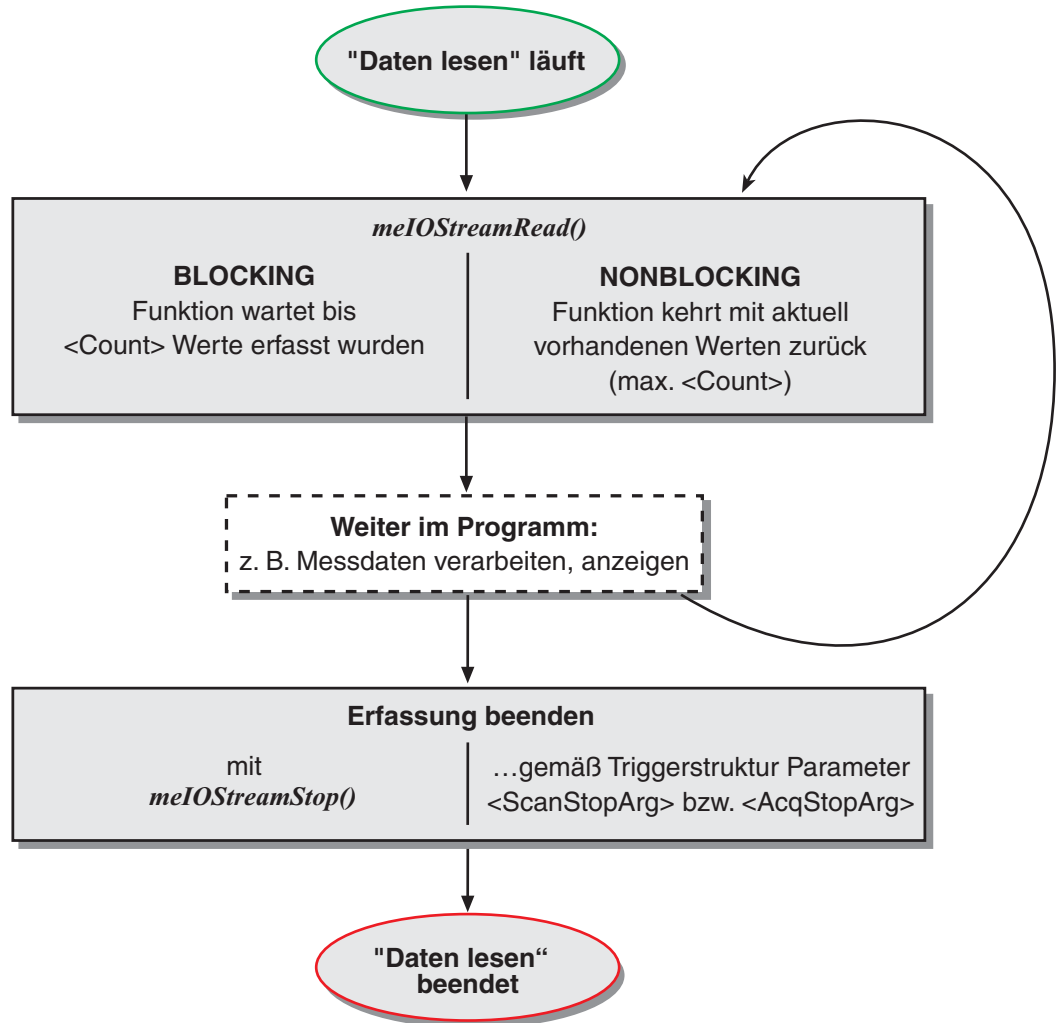 "Daten lesen" läuft
meIOStreamRead()
BLOCKING
Funktion wartet bis
<Count> Werte erfasst wurden
NONBLOCKING
Funktion kehrt mit aktuell
vorhandenen Werten zurück
(max. <Count>)
Weiter im Programm:
z. B. Messdaten verarbeiten, anzeigen
Erfassung beenden
mit
meIOStreamStop()
…gemäß Triggerstruktur Parameter
<ScanStopArg> bzw. <AcqStopArg>
"Daten lesen“
beendet